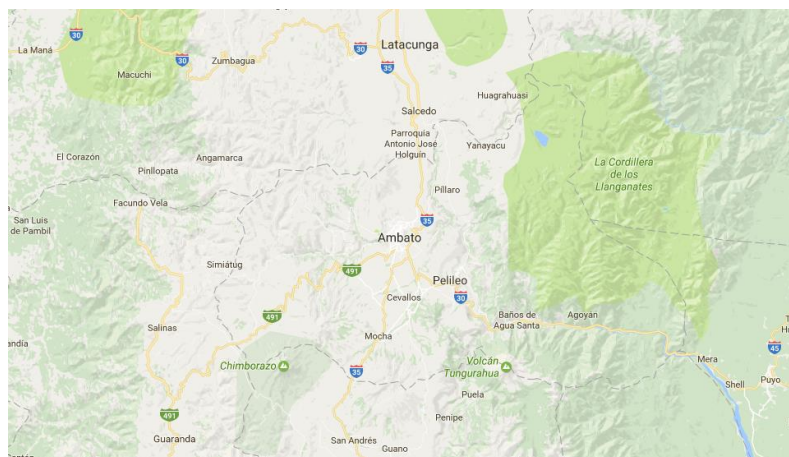 30
La Maná
Macuchi
30
Zumbagua
30
Latacunga
35
Huagrahuasi
Salcedo
Parroquia
Antonio José
Holguín
Yanayacu
El Corazón
Angamarca
Pinllopata
La Cordillera
de los
Llanganates
Píllaro
Facundo Vela
San Luis
de Pambil
35
Ambato
Simiátug
491
Pelileo
30
Cevallos
491
Baños de
Agua Santa
Agoyan
Salinas
Mocha
45
Chimborazo
35
Volcán
Tungurahua
Mera
Shell
Puyo
Puela
491
Penipe
Guaranda
San Andrés
Guano